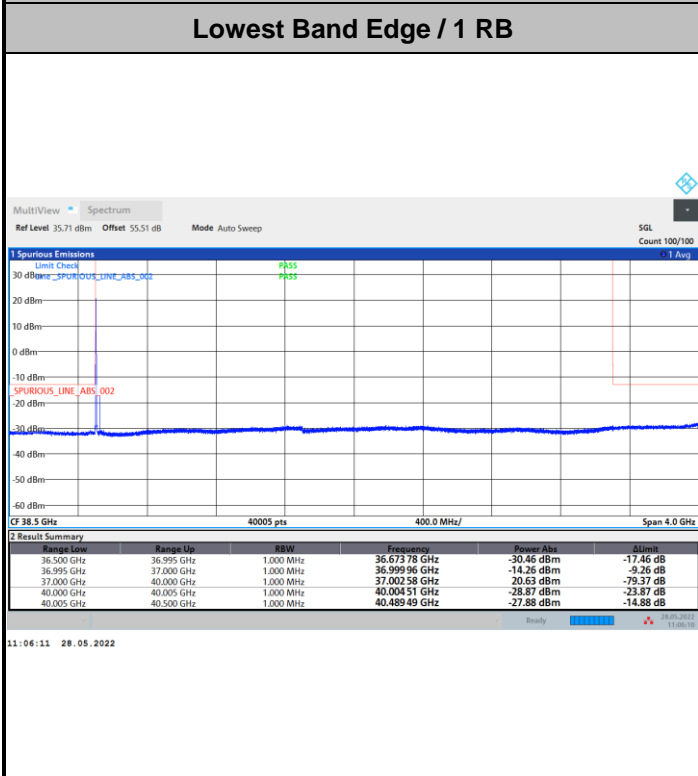 Lowest Band Edge / 1 RB
MultiView Spectrum
Ref Level 35.71 dBm Offset 55.51 dB Mode Auto Sweep SGL
Count 100/100
1 Spurious Emissions 1 Avg
Limit Check PASS
30 dBm Line _SPURIOUS_LINE_ABS_002 PASS
20 dBm
10 dBm
0 dBm
-10 dBm
_SPURIOUS_LINE_ABS_002
-20 dBm
-30 dBm
-40 dBm
-50 dBm
-60 dBm
CF 38.5 GHz 40005 pts 400.0 MHz/ Span 4.0 GHz
2 Result Summary
Range Low Range Up RBW Frequency Power Abs ΔLimit
36.500 GHz 36.995 GHz 1.000 MHz 36.673 78 GHz -30.46 dBm -17.46 dB
36.995 GHz 37.000 GHz 1.000 MHz 36.999 96 GHz -14.26 dBm -9.26 dB
37.000 GHz 40.000 GHz 1.000 MHz 37.002 58 GHz 20.63 dBm -79.37 dB
40.000 GHz 40.005 GHz 1.000 MHz 40.004 51 GHz -28.87 dBm -23.87 dB
40.005 GHz 40.500 GHz 1.000 MHz 40.489 49 GHz -27.88 dBm -14.88 dB
Ready 28.05.2022
11:06:10
11:06:11 28.05.2022